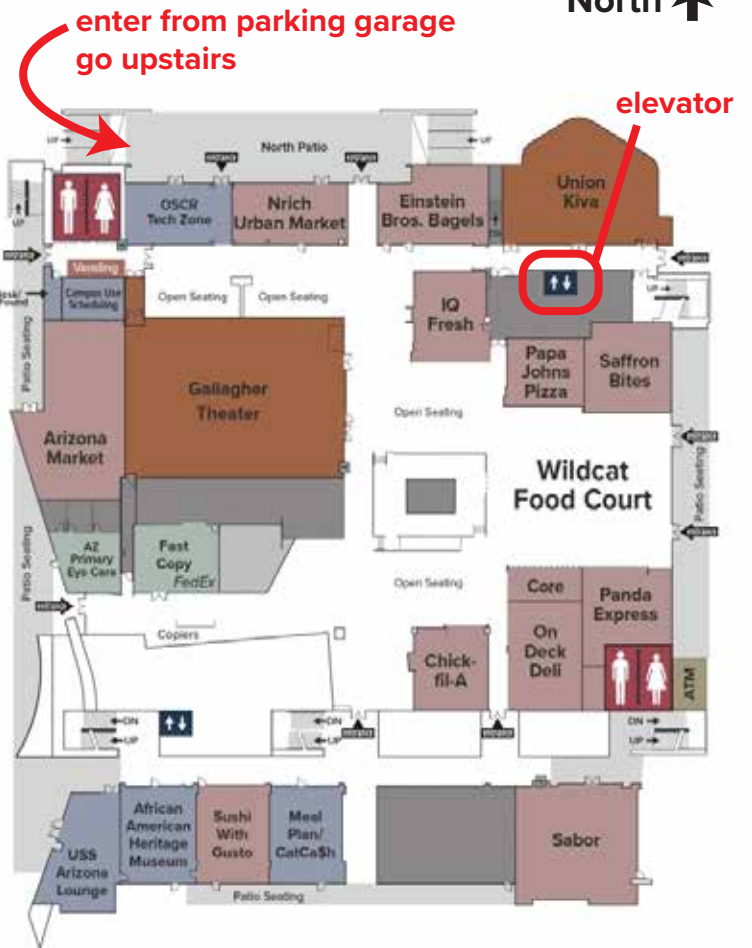 North
enter from parking garage
go upstairs
elevator
UP
North Patio
UP
entrance
entrance
UP
OSCR
Tech Zone
Nrich
Urban Market
Einstein
Bros. Bagels
Union
Kiva
entrance
entrance
Vending
Campus Use
Scheduling
Open Seating
Open Seating
UP
IQ
Fresh
Papa
Johns
Pizza
Saffron
Bites
Patio Seating
Gallagher
Theater
Open Seating
Arizona
Market
entrance
Wildcat
Food Court
Patio Seating
entrance
AZ
Primary
Eye Care
Fast
Copy
FedEx
Patio Seating
Open Seating
Core
Panda
Express
entrance
Copiers
On
Deck
Deli
Chick-
fil-A
ATM
DN
UP
DN
UP
entrance
entrance
DN
UP
USS
Arizona
Lounge
African
American
Heritage
Museum
Sushi
With
Gusto
Meal
Plan/
CatCa$h
Sabor
Patio Seating